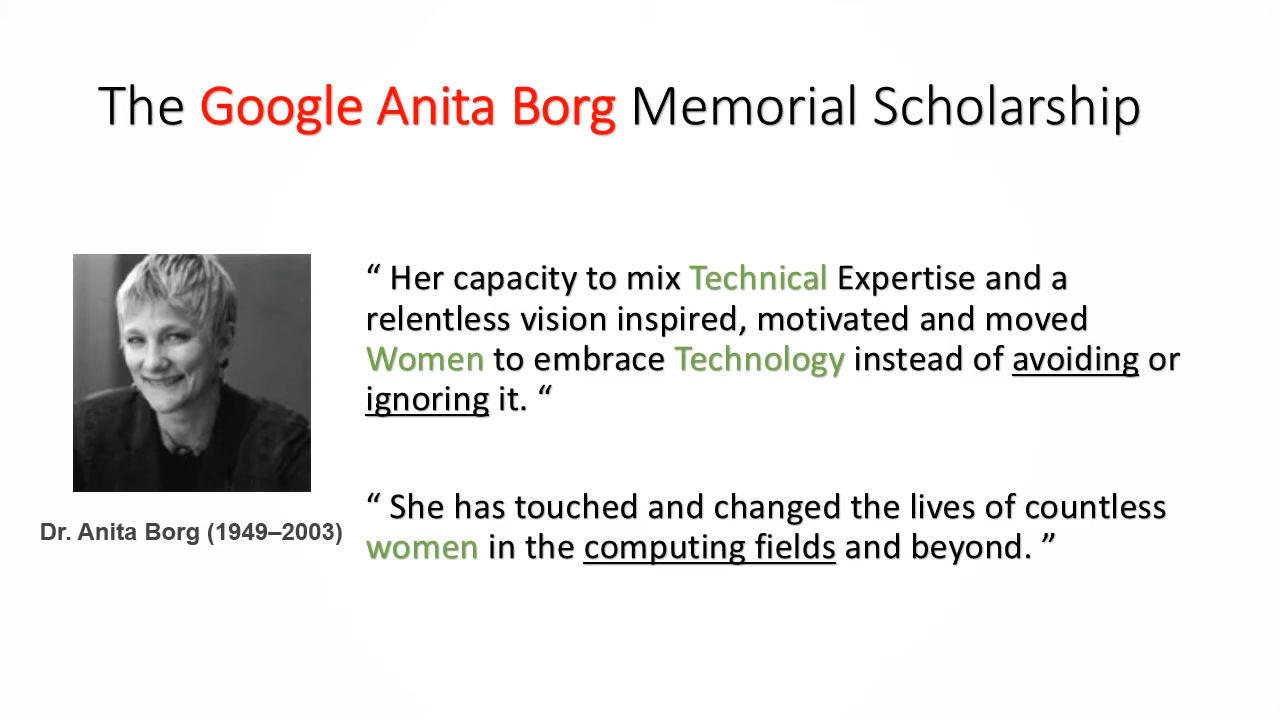 The Google Anita Borg Memorial Scholarship
“ Her capacity to mix Technical Expertise and a
relentless vision inspired, motivated and moved
Women to embrace Technology instead of avoiding or
ignoring it. “
“ She has touched and changed the lives of countless
women in the computing fields and beyond. ”
Dr. Anita Borg (1949–2003)